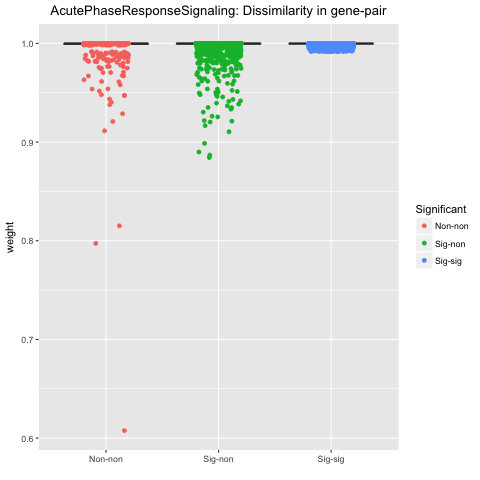 AcutePhaseResponseSignaling: Dissimilarity in gene-pair
1.0
0.9
0.8
0.7
0.6
weight
Non-non
Sig-non
Sig-sig
Significant
Non-non
Sig-non
Sig-sig